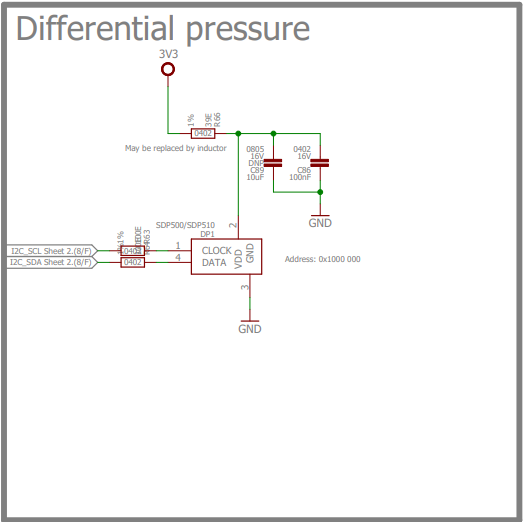 Differential pressure
3V3
1%
39E
R66
0402
May be replaced by inductor
0805
16V
DNF
C89
10uF
0402
16V
C86
100nF
GND
SDP500/SDP510
DP1
2
I2C_SCL Sheet 2.(8/F)
1%
R63
0402
1
CLOCK
VDD
GND
I2C_SDA Sheet 2.(8/F)
0402
4
DATA
Address: 0x1000 000
3
GND